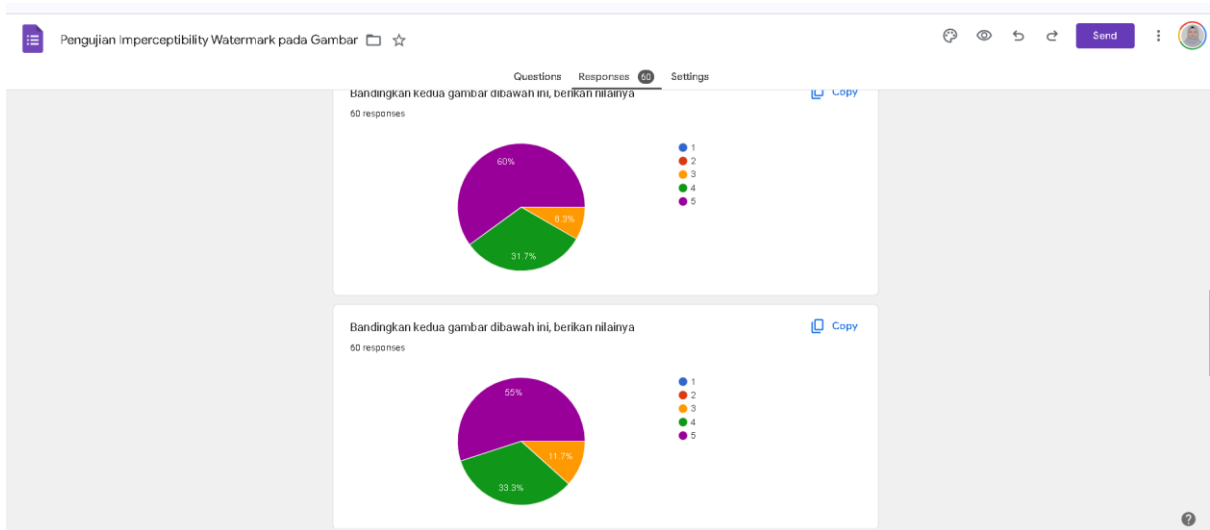 Pengujian Imperceptibility Watermark pada Gambar
Send
Questions Responses 60 Settings
Bandingkan kedua gambar dibawah ini, berikan nilainya
Copy
60 responses
60%
31.7%
1
2
3
4
5
Bandingkan kedua gambar dibawah ini, berikan nilainya
Copy
60 responses
55%
11.7%
33.3%
1
2
3
4
5